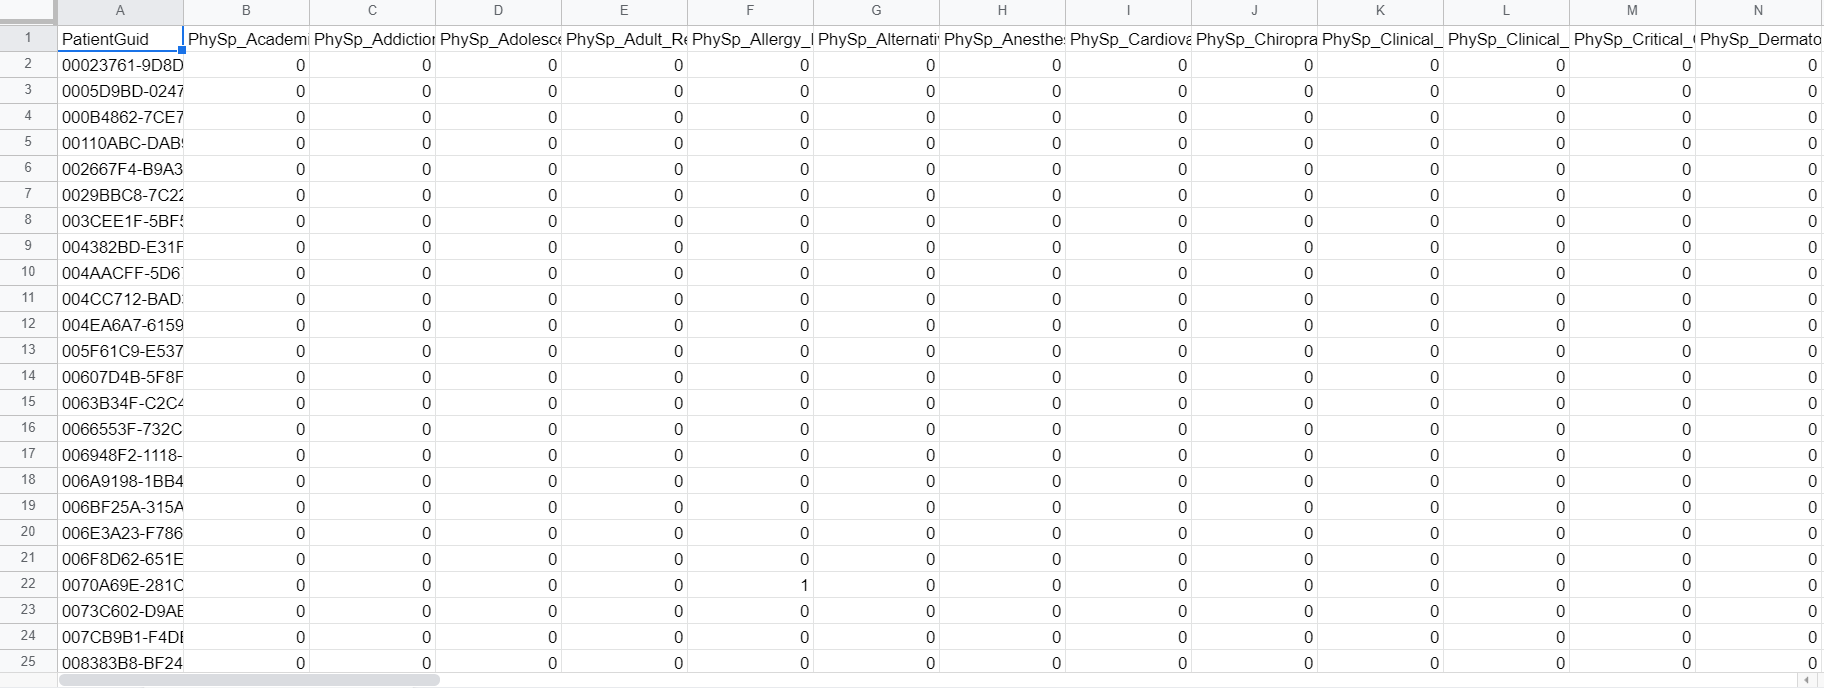 A B C D E F G H I J K L M N
1 PatientGuid PhySp_Academi PhySp_Addiction PhySp_Adolesce PhySp_Adult_Re PhySp_Allergy_I PhySp_Alternativ PhySp_Anesthes PhySp_Cardiova PhySp_Chiropra PhySp_Clinical_ PhySp_Clinical_ PhySp_Critical_ PhySp_Dermato
2 00023761-9D8D 0 0 0 0 0 0 0 0 0 0 0 0 0
3 0005D9BD-0247 0 0 0 0 0 0 0 0 0 0 0 0 0
4 000B4862-7CE7 0 0 0 0 0 0 0 0 0 0 0 0 0
5 00110ABC-DAB9 0 0 0 0 0 0 0 0 0 0 0 0 0
6 002667F4-B9A3 0 0 0 0 0 0 0 0 0 0 0 0 0
7 0029BBC8-7C22 0 0 0 0 0 0 0 0 0 0 0 0 0
8 003CEE1F-5BF5 0 0 0 0 0 0 0 0 0 0 0 0 0
9 004382BD-E31F 0 0 0 0 0 0 0 0 0 0 0 0 0
10 004AACFF-5D67 0 0 0 0 0 0 0 0 0 0 0 0 0
11 004CC712-BAD3 0 0 0 0 0 0 0 0 0 0 0 0 0
12 004EA6A7-6159 0 0 0 0 0 0 0 0 0 0 0 0 0
13 005F61C9-E537 0 0 0 0 0 0 0 0 0 0 0 0 0
14 00607D4B-5F8F 0 0 0 0 0 0 0 0 0 0 0 0 0
15 0063B34F-C2C4 0 0 0 0 0 0 0 0 0 0 0 0 0
16 0066553F-732C 0 0 0 0 0 0 0 0 0 0 0 0 0
17 006948F2-1118- 0 0 0 0 0 0 0 0 0 0 0 0 0
18 006A9198-1BB4 0 0 0 0 0 0 0 0 0 0 0 0 0
19 006BF25A-315A 0 0 0 0 0 0 0 0 0 0 0 0 0
20 006E3A23-F786 0 0 0 0 0 0 0 0 0 0 0 0 0
21 006F8D62-651E 0 0 0 0 0 0 0 0 0 0 0 0 0
22 0070A69E-281C 0 0 0 0 1 0 0 0 0 0 0 0 0
23 0073C602-D9AE 0 0 0 0 0 0 0 0 0 0 0 0 0
24 007CB9B1-F4DE 0 0 0 0 0 0 0 0 0 0 0 0 0
25 008383B8-BF24 0 0 0 0 0 0 0 0 0 0 0 0 0